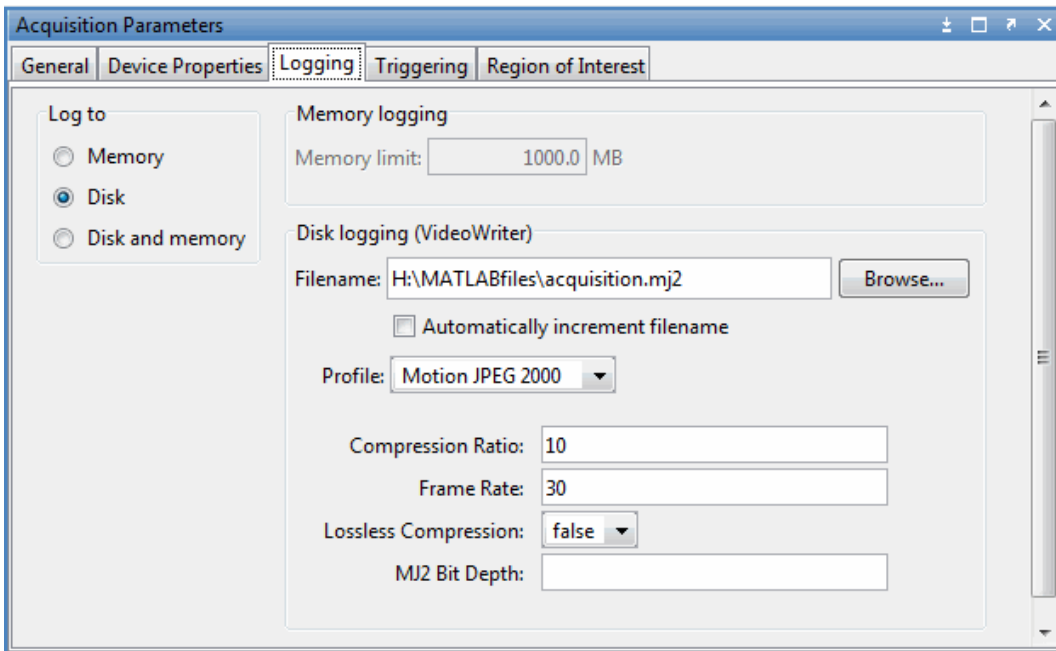 Acquisition Parameters
General Device Properties Logging Triggering Region of Interest
Log to
Memory
Disk
Disk and memory
Memory logging
Memory limit: 1000.0 MB
Disk logging (VideoWriter)
Filename: H:\MATLABfiles\acquisition.mj2 Browse...
Automatically increment filename
Profile: Motion JPEG 2000
Compression Ratio: 10
Frame Rate: 30
Lossless Compression: false
MJ2 Bit Depth: